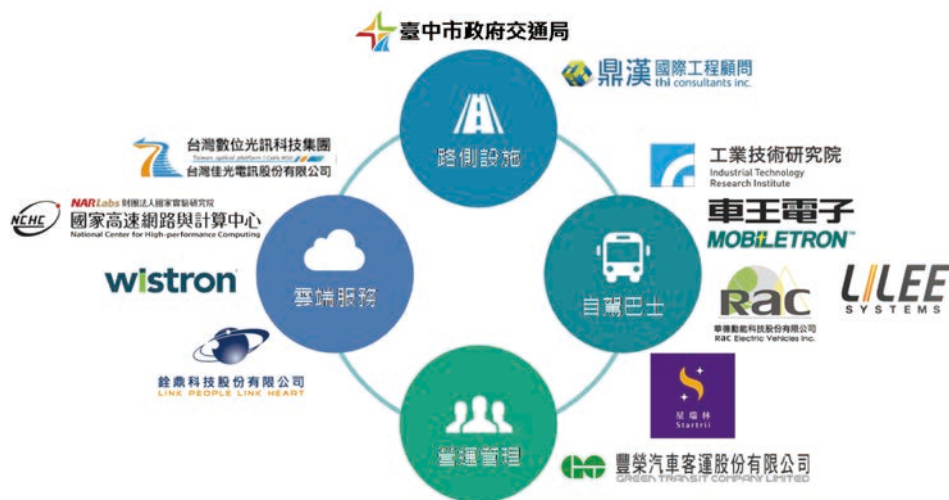 臺中市政府交通局
鼎漢國際工程顧問
thi consultants inc.
路側設施
台灣數位光訊科技集團
Taiwan optical platform (Cable MSO)
台灣佳光電訊股份有限公司
工業技術研究院
Industrial Technology
Research Institute
NARLabs 財團法人國家實驗研究院
NCHC 國家高速網路與計算中心
National Center for High-performance Computing
車王電子
MOBILETRON™
wistron
雲端服務
自駕巴士
Rac
華德動能科技股份有限公司
Rac Electric Vehicles Inc.
LILEE
SYSTEMS
銓鼎科技股份有限公司
LINK PEOPLE LINK HEART
星瑞林
Startrii
營運管理
豐榮汽車客運股份有限公司
GREEN TRANSIT COMPANY LIMITED